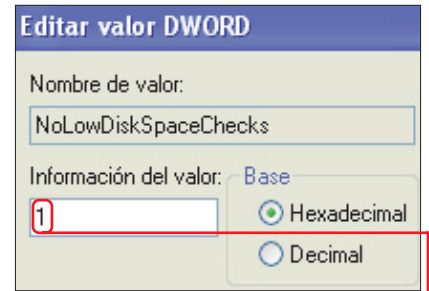 Editar valor DWORD
Nombre de valor:
NoLowDiskSpaceChecks
Información del valor:
Base
1
Hexadecimal
Decimal